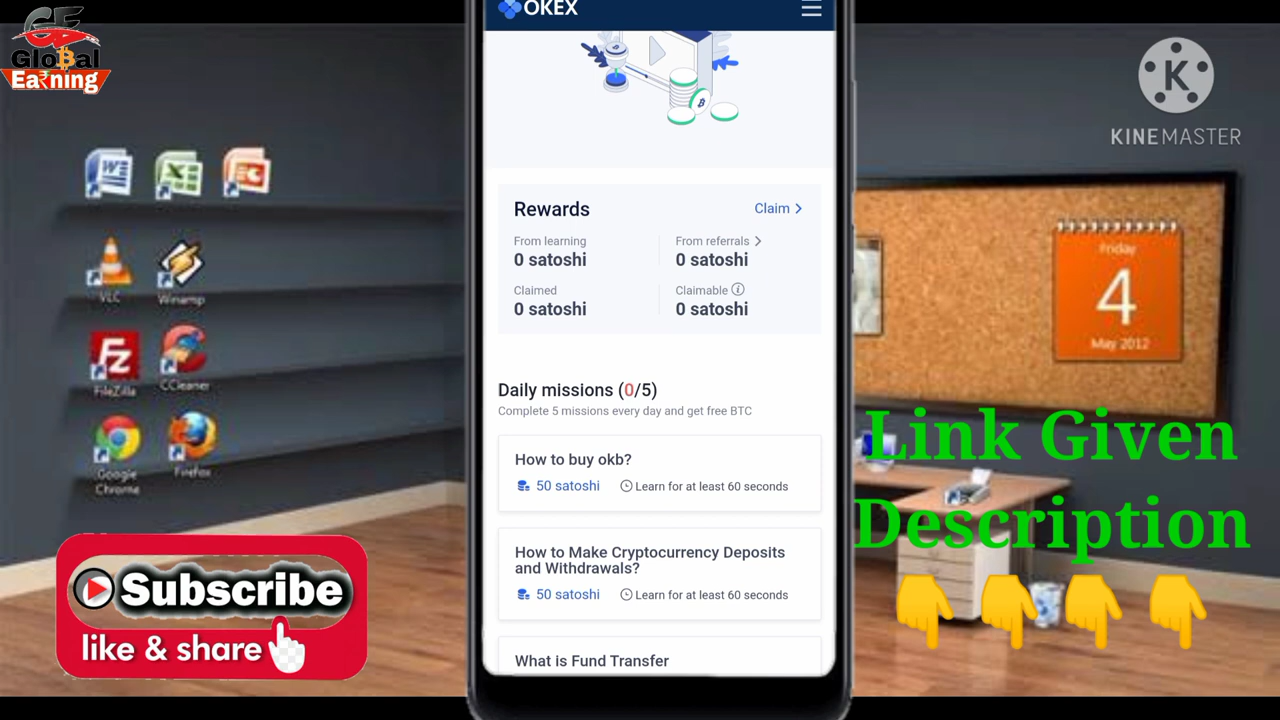 GE
Global
Earning
W
X
P
VLC
Winamp
FZ
FileZilla
CCleaner
Google
Chrome
Firefox
Subscribe
like & share
OKEX
Rewards
Claim >
From learning
0 satoshi
From referrals >
0 satoshi
Claimed
0 satoshi
Claimable
0 satoshi
Daily missions (0/5)
Complete 5 missions every day and get free BTC
How to buy okb?
50 satoshi
Learn for at least 60 seconds
How to Make Cryptocurrency Deposits
and Withdrawals?
50 satoshi
Learn for at least 60 seconds
What is Fund Transfer
K
KINEMASTER
Friday
4
May 2012
Link Given
Description